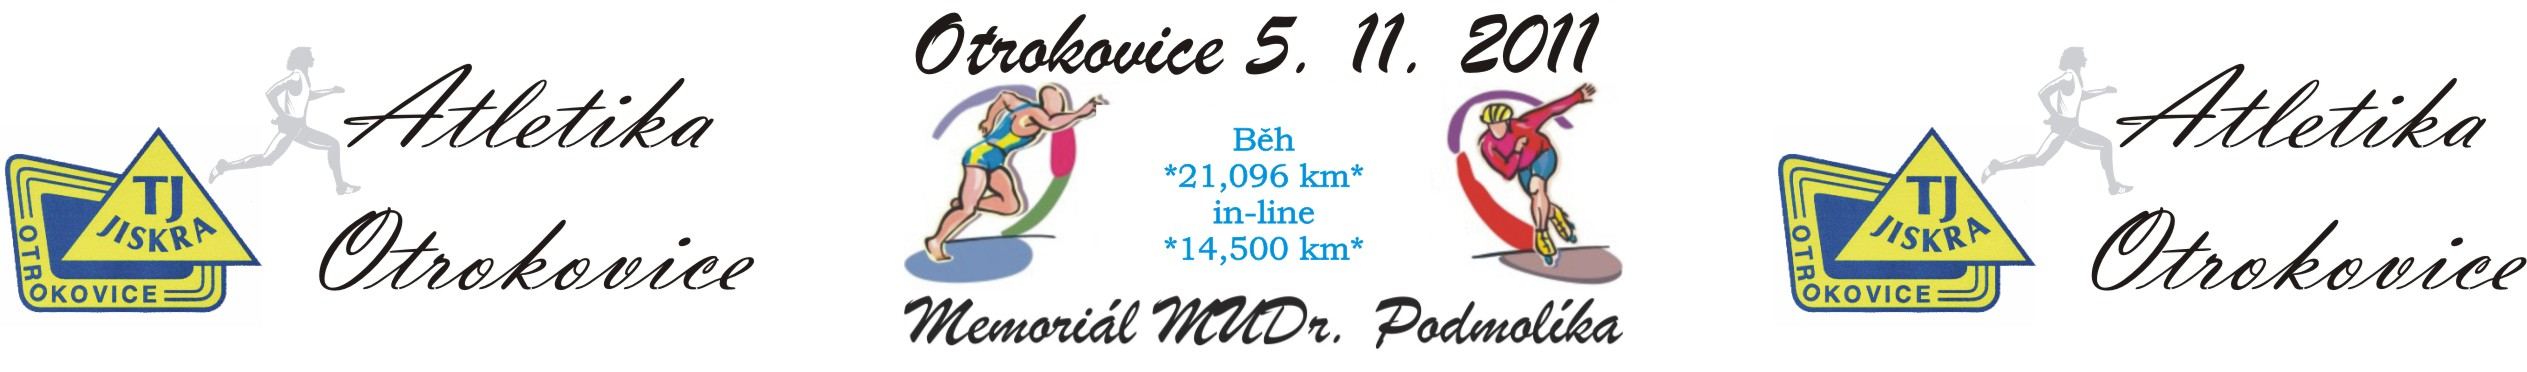 Atletika
Otrokovice
TJ
JISKRA
OTROKOVICE
Otrokovice 5. 11. 2011
Běh
*21,096 km*
in-line
*14,500 km*
Memoriál MUDr. Podmolíka
Atletika
Otrokovice
TJ
JISKRA
OTROKOVICE